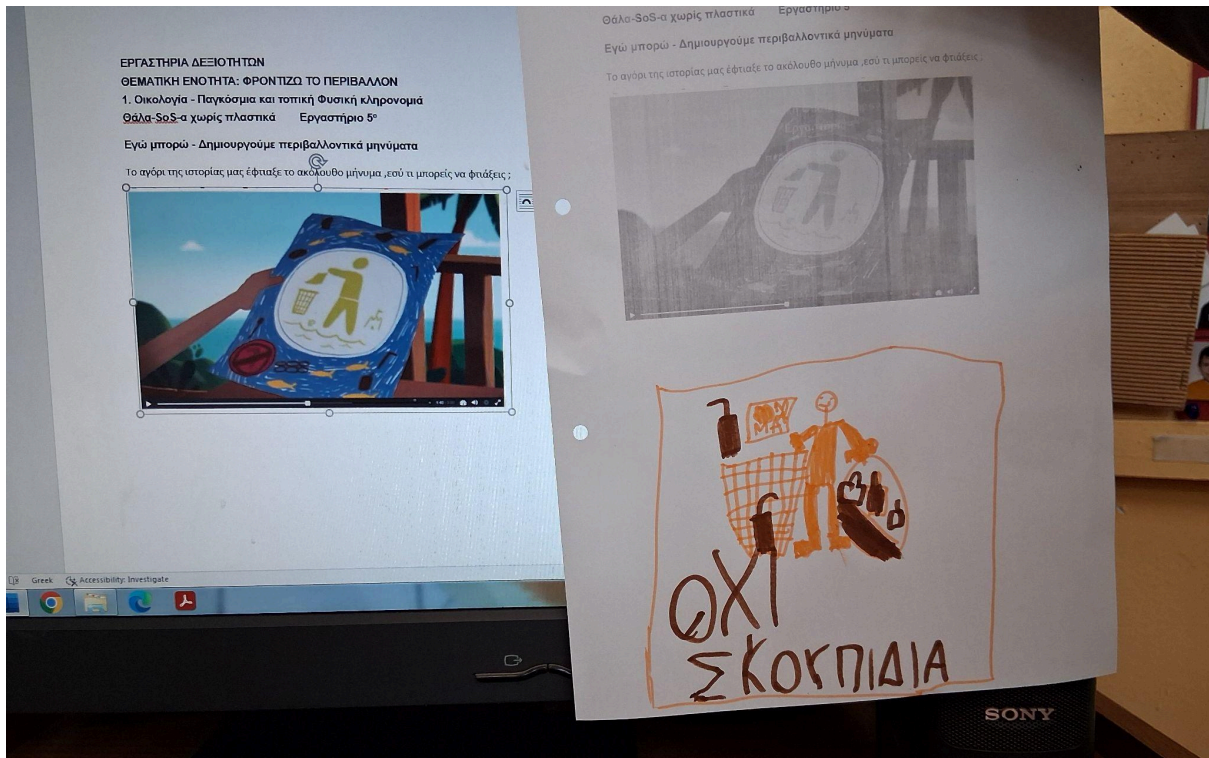 ΕΡΓΑΣΤΗΡΙΑ ΔΕΞΙΟΤΗΤΩΝ
ΘΕΜΑΤΙΚΗ ΕΝΟΤΗΤΑ: ΦΡΟΝΤΙΖΩ ΤΟ ΠΕΡΙΒΑΛΛΟΝ
1. Οικολογία - Παγκόσμια και τοπική Φυσική κληρονομιά
Θάλα-SoS-α χωρίς πλαστικά Εργαστήριο 5ο
Εγώ μπορώ - Δημιουργούμε περιβαλλοντικά μηνύματα
Το αγόρι της ιστορίας μας έφτιαξε το ακόλουθο μήνυμα ,εσύ τι μπορείς να φτιάξεις ;
Greek Accessibility: Investigate
Θάλα-SoS-α χωρίς πλαστικά Εργαστήριο 5
Εγώ μπορώ - Δημιουργούμε περιβαλλοντικά μηνύματα
Το αγόρι της ιστορίας μας έφτιαξε το ακόλουθο μήνυμα ,εσύ τι μπορείς να φτιάξεις ;
ΟΧΙ
ΣΚΟΥΠΙΔΙΑ
SONY